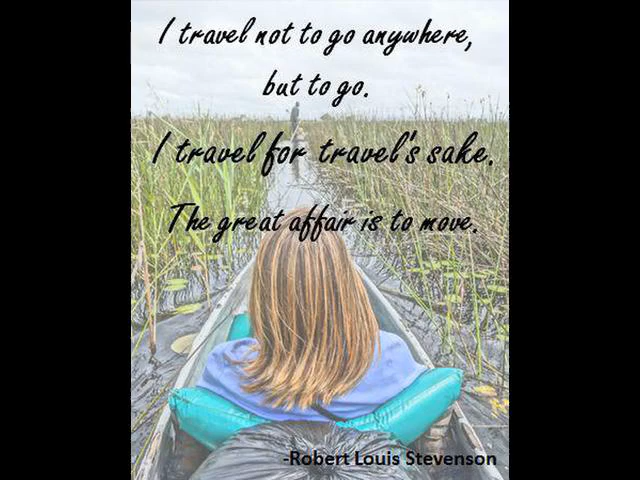 I travel not to go anywhere,
but to go.
I travel for travel's sake.
The great affair is to move.
-Robert Louis Stevenson